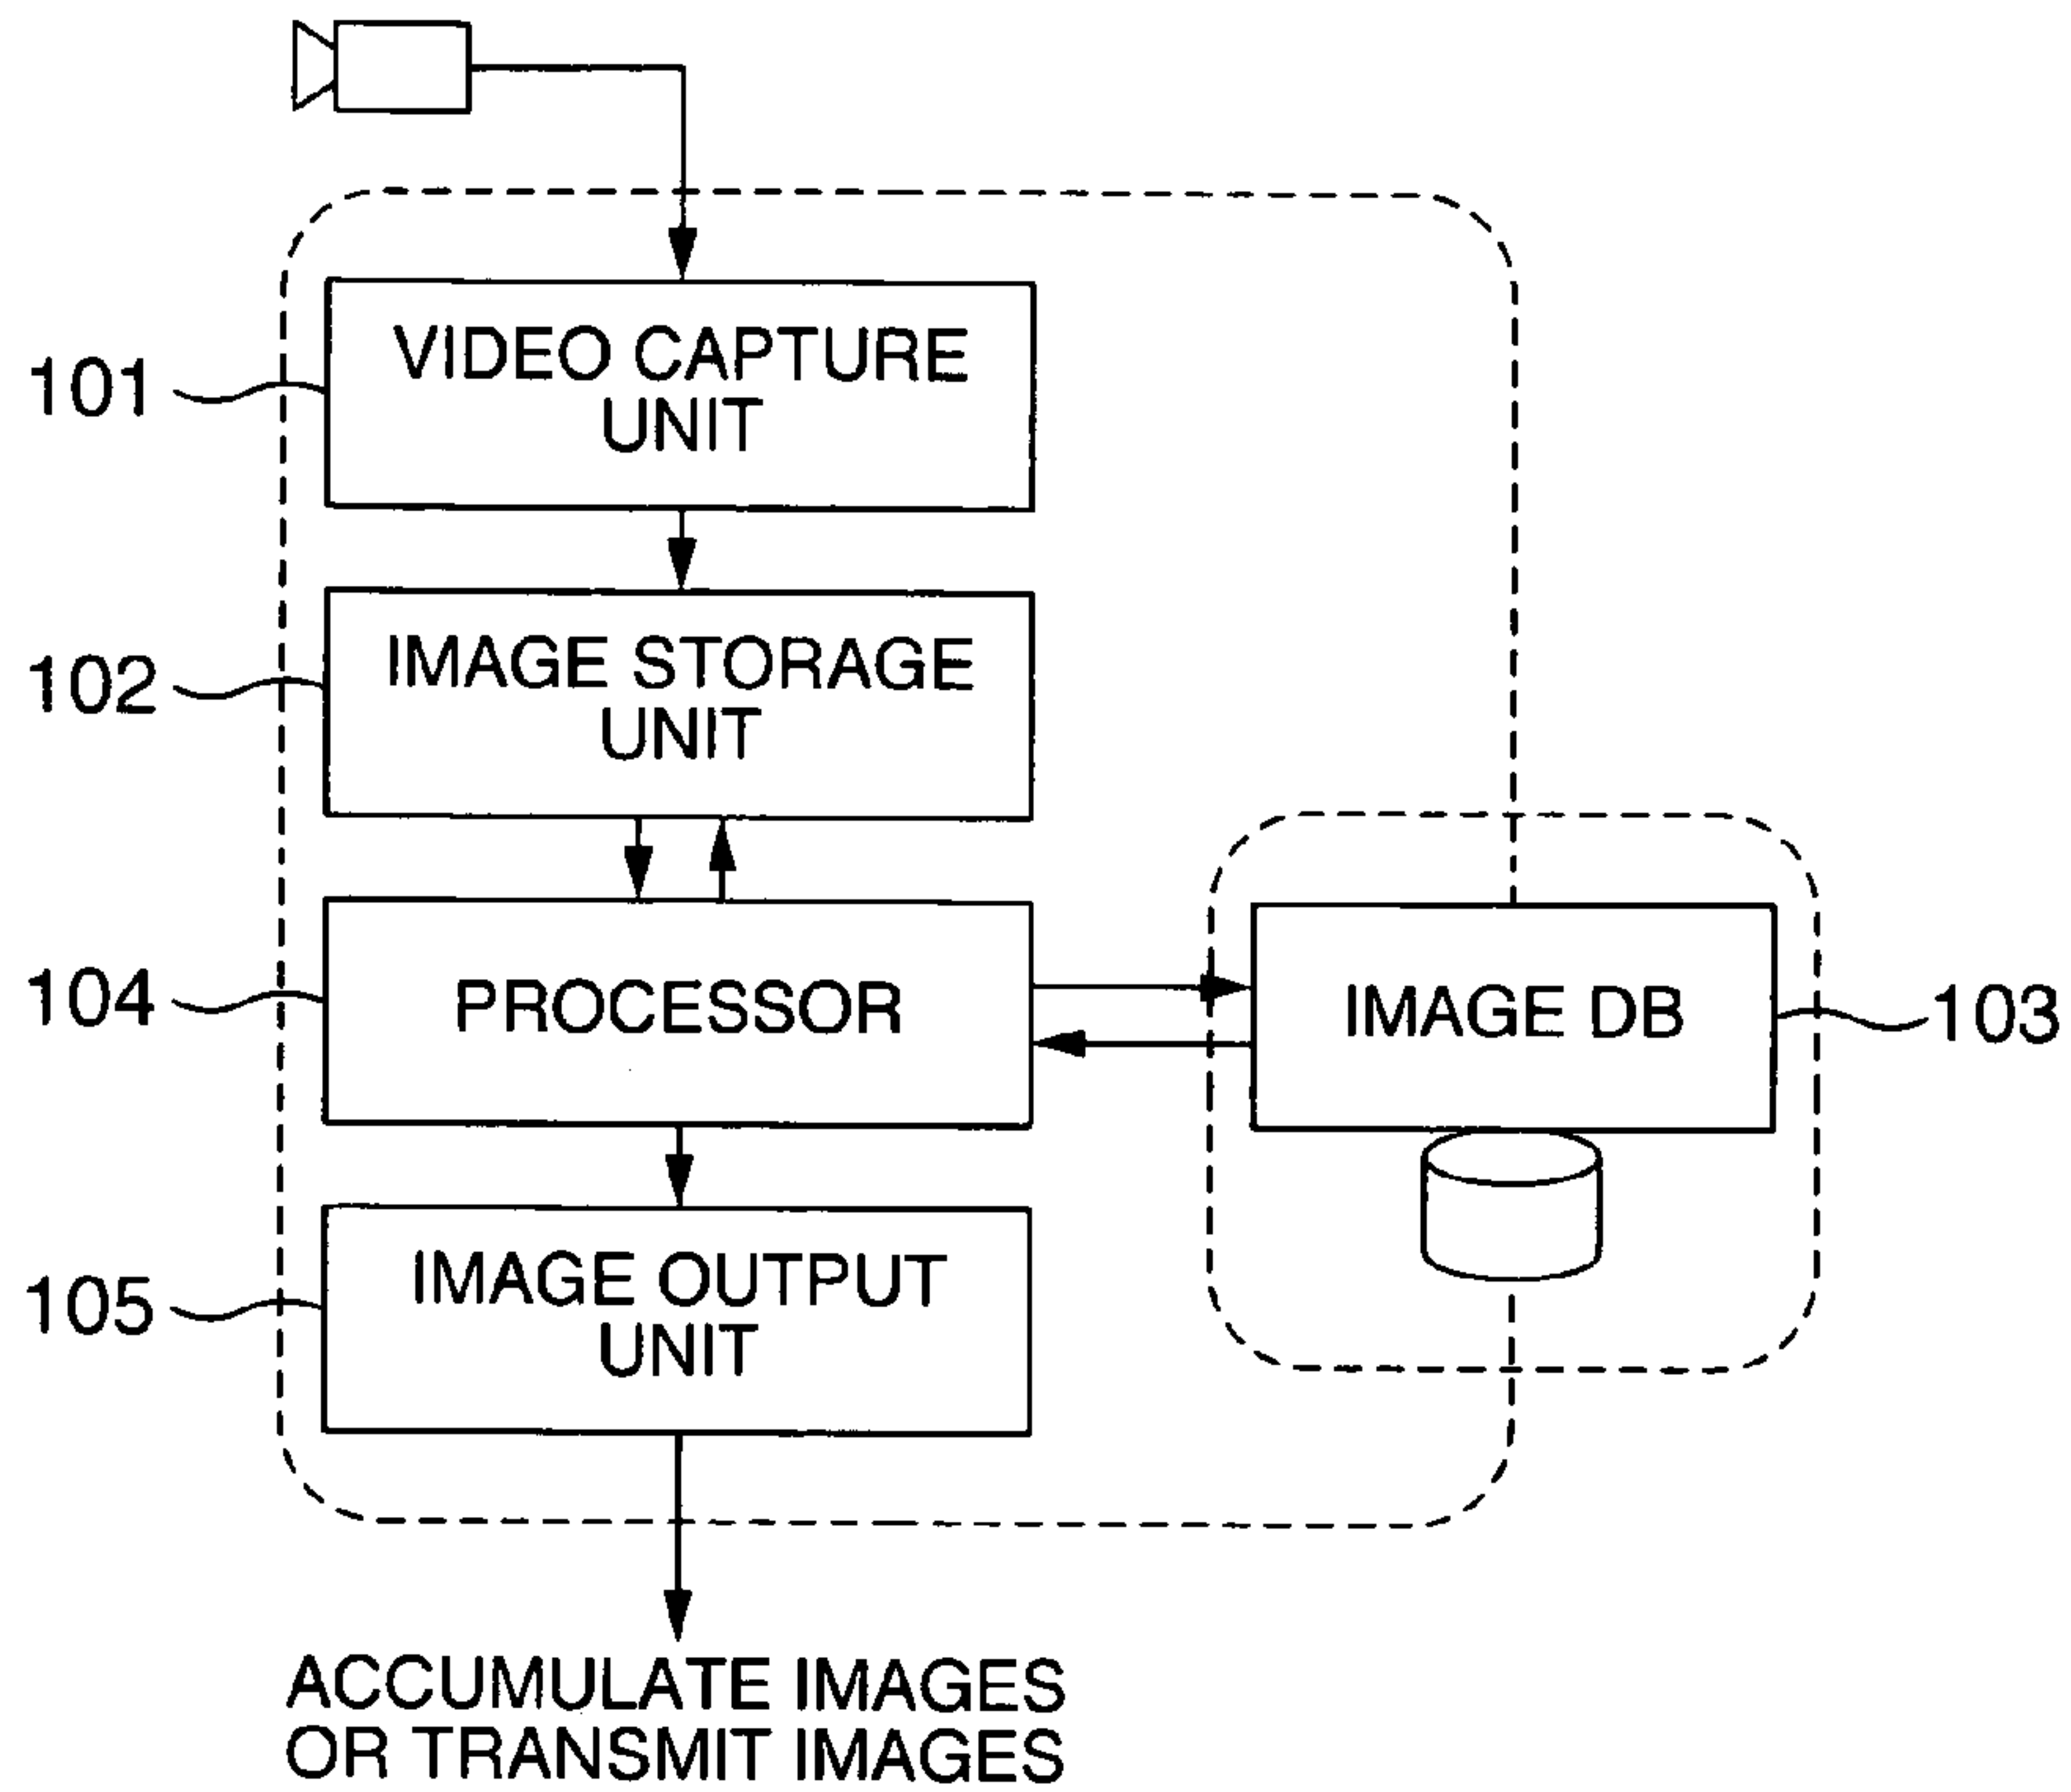 101
VIDEO CAPTURE
UNIT
102
IMAGE STORAGE
UNIT
104
PROCESSOR
IMAGE DB
103
105
IMAGE OUTPUT
UNIT
ACCUMULATE IMAGES
OR TRANSMIT IMAGES